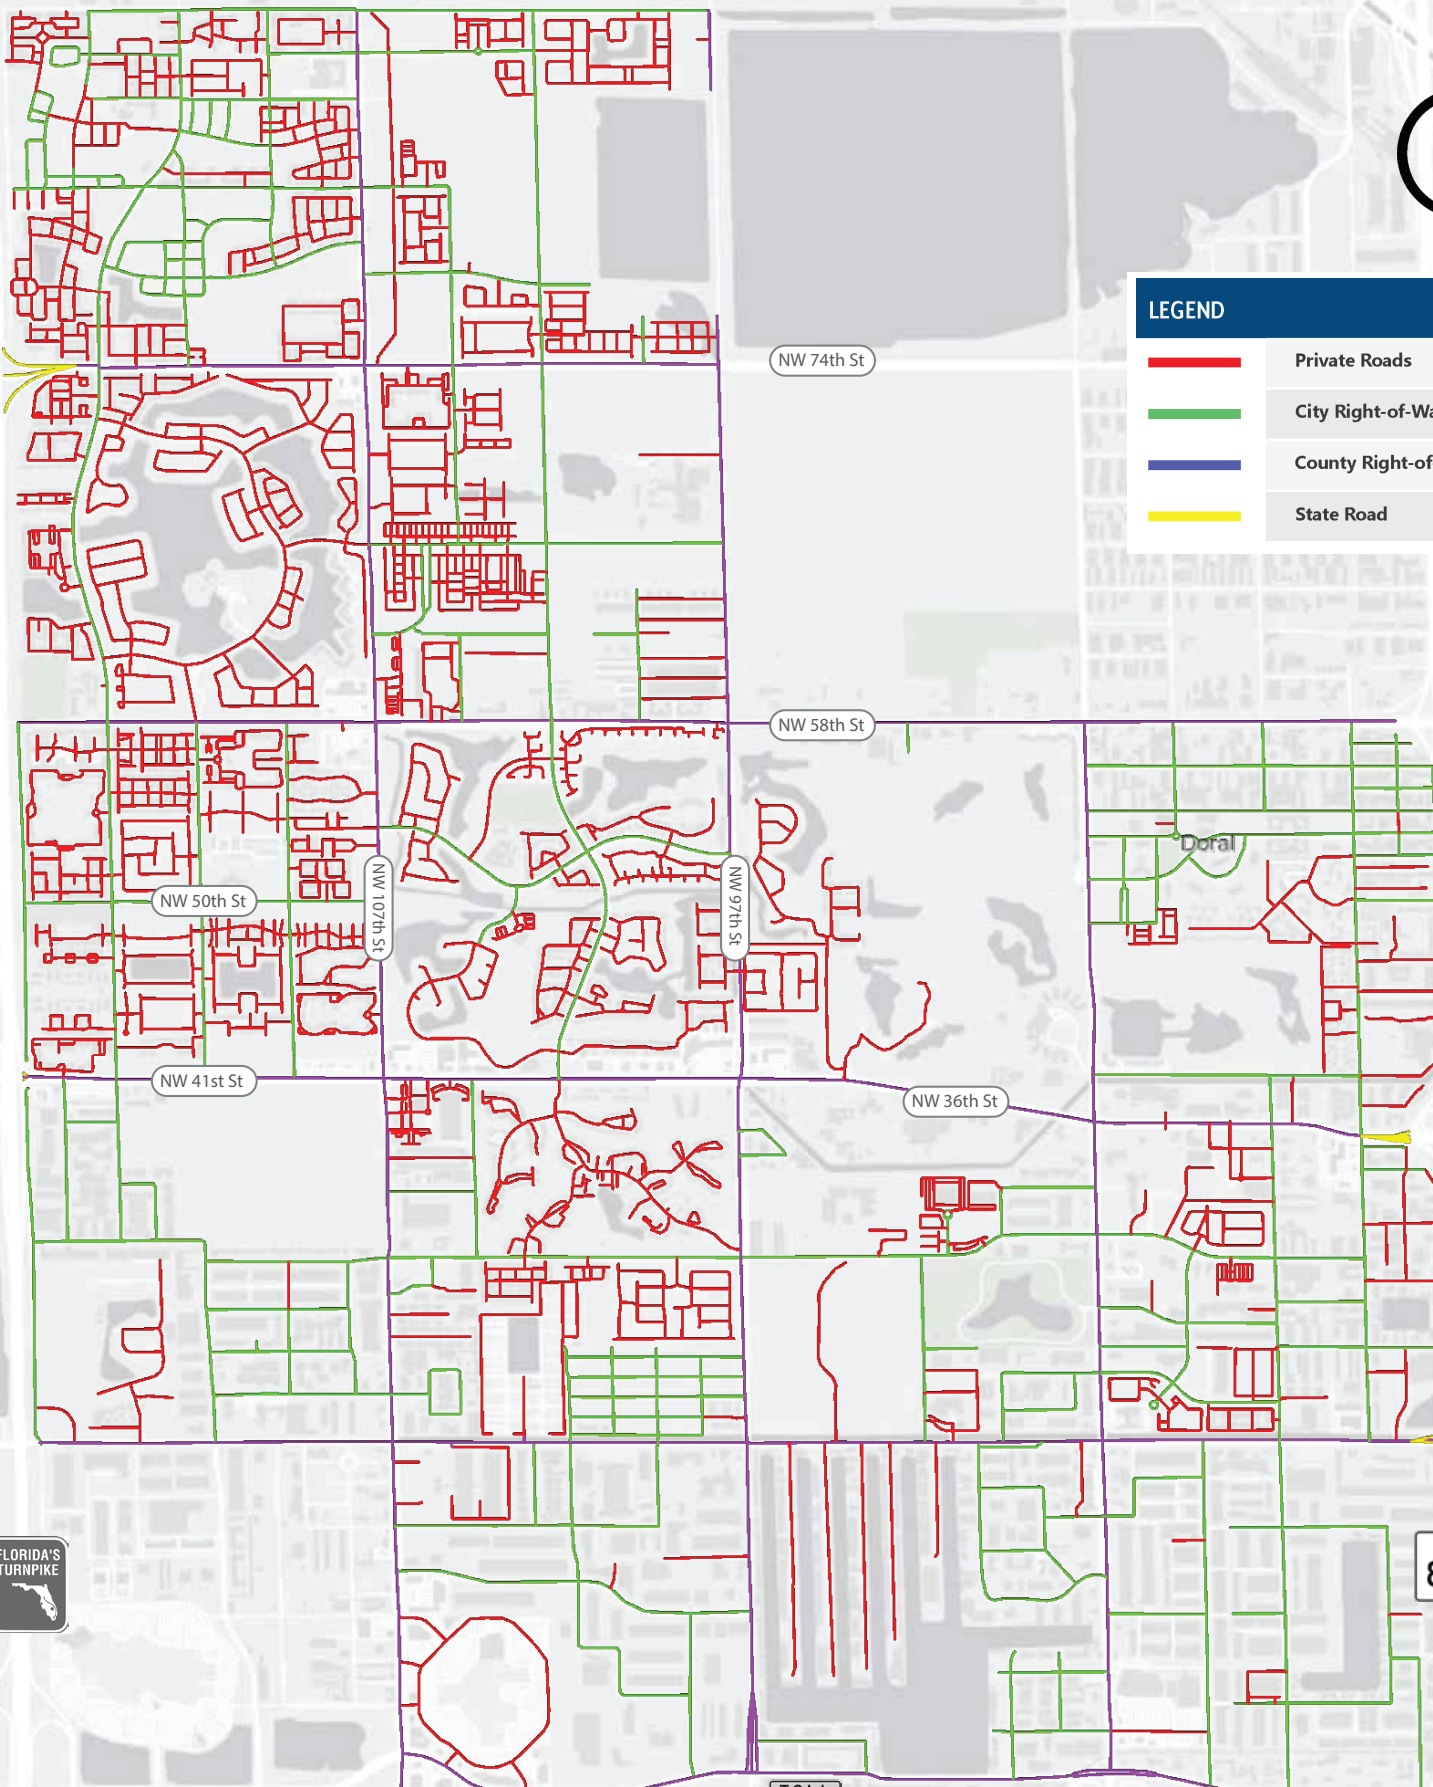 LEGEND
NW 74th St
Private Roads
City Right-of-Wa
County Right-of
State Road
NW 58th St
Doral
NW 50th St
NW 107th St
NW 97th St
NW 41st St
NW 36th St
FLORIDA'S
TURNPIKE